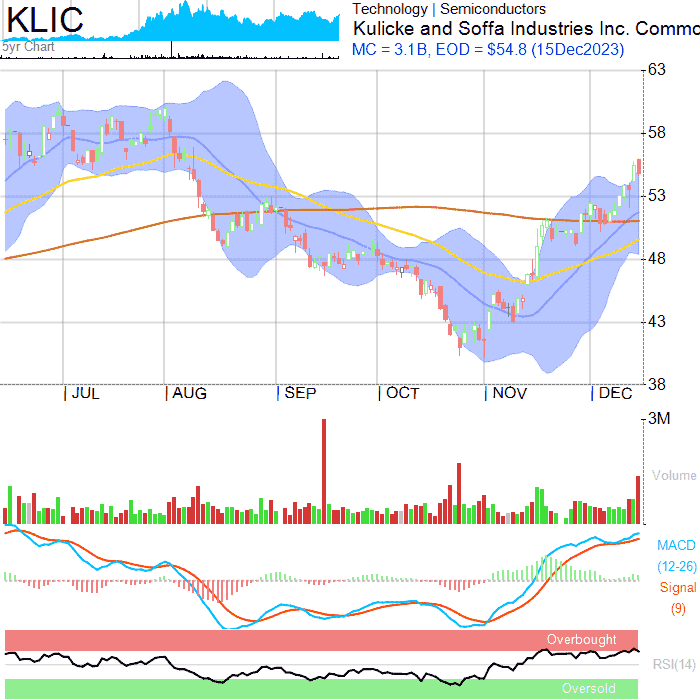 KLIC
5yr Chart
Technology | Semiconductors
Kulicke and Soffa Industries Inc. Commo
MC = 3.1B, EOD = $54.8 (15Dec2023)
63
58
53
48
43
38
JUL AUG SEP OCT NOV DEC
3M
Volume
MACD
(12-26)
Signal
(9)
Overbought
RSI(14)
Oversold